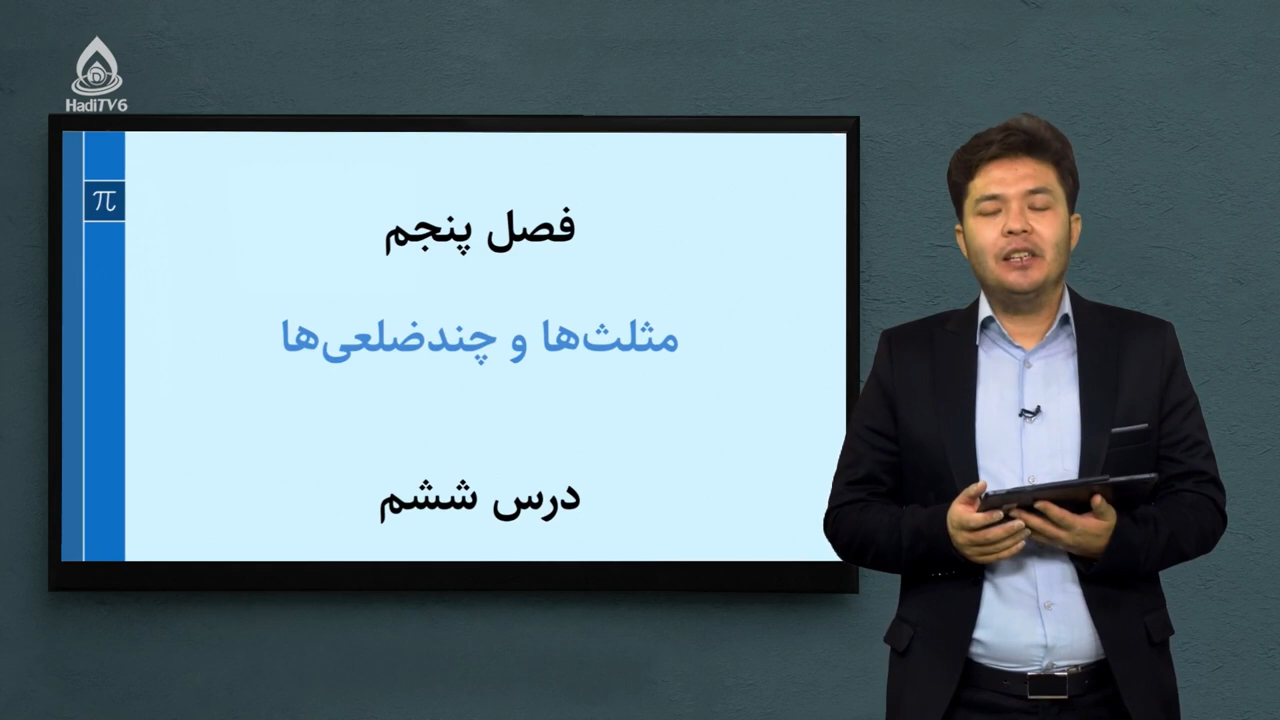 HadiTV6
π
فصل پنجم
مثلث‌ها و چندضلعی‌ها
درس ششم